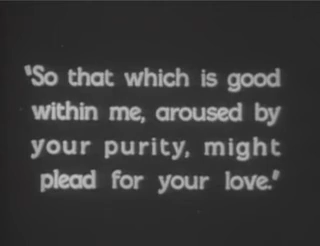 'So that which is good
within me, aroused by
your purity, might
plead for your love.'